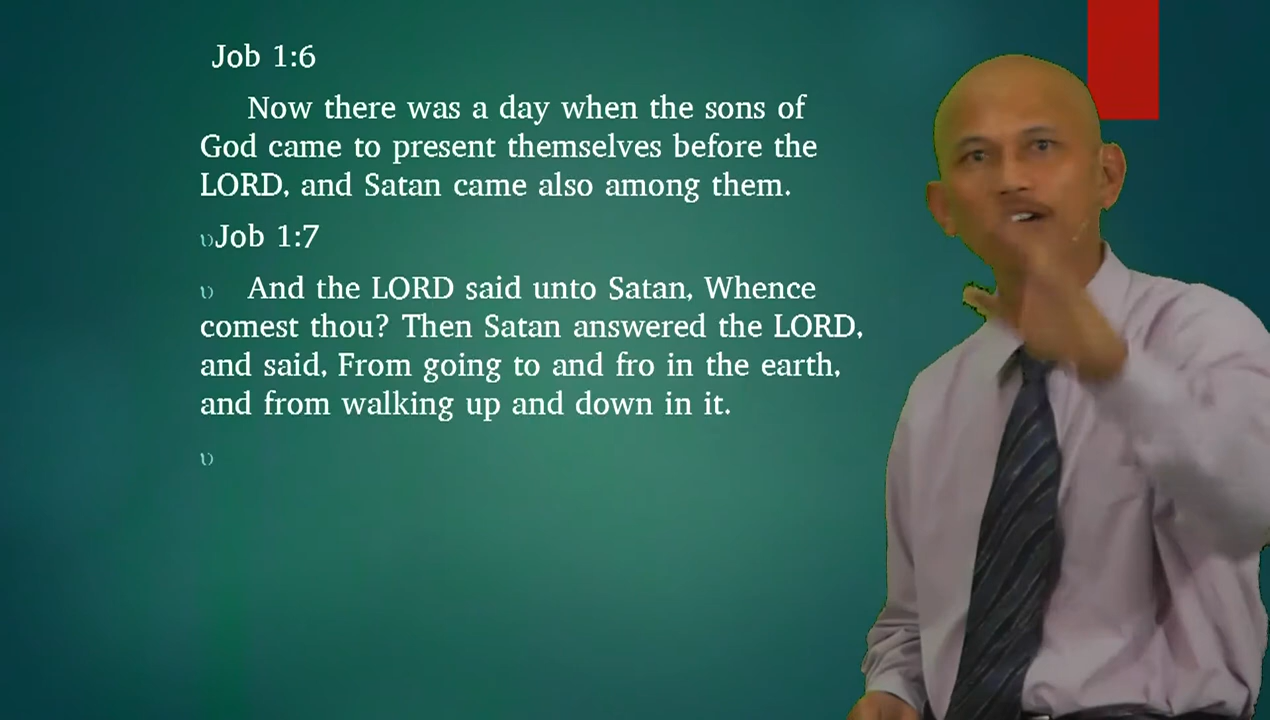 Job 1:6
Now there was a day when the sons of
God came to present themselves before the
LORD, and Satan came also among them.
Job 1:7
And the LORD said unto Satan, Whence
comest thou? Then Satan answered the LORD,
and said, From going to and fro in the earth,
and from walking up and down in it.